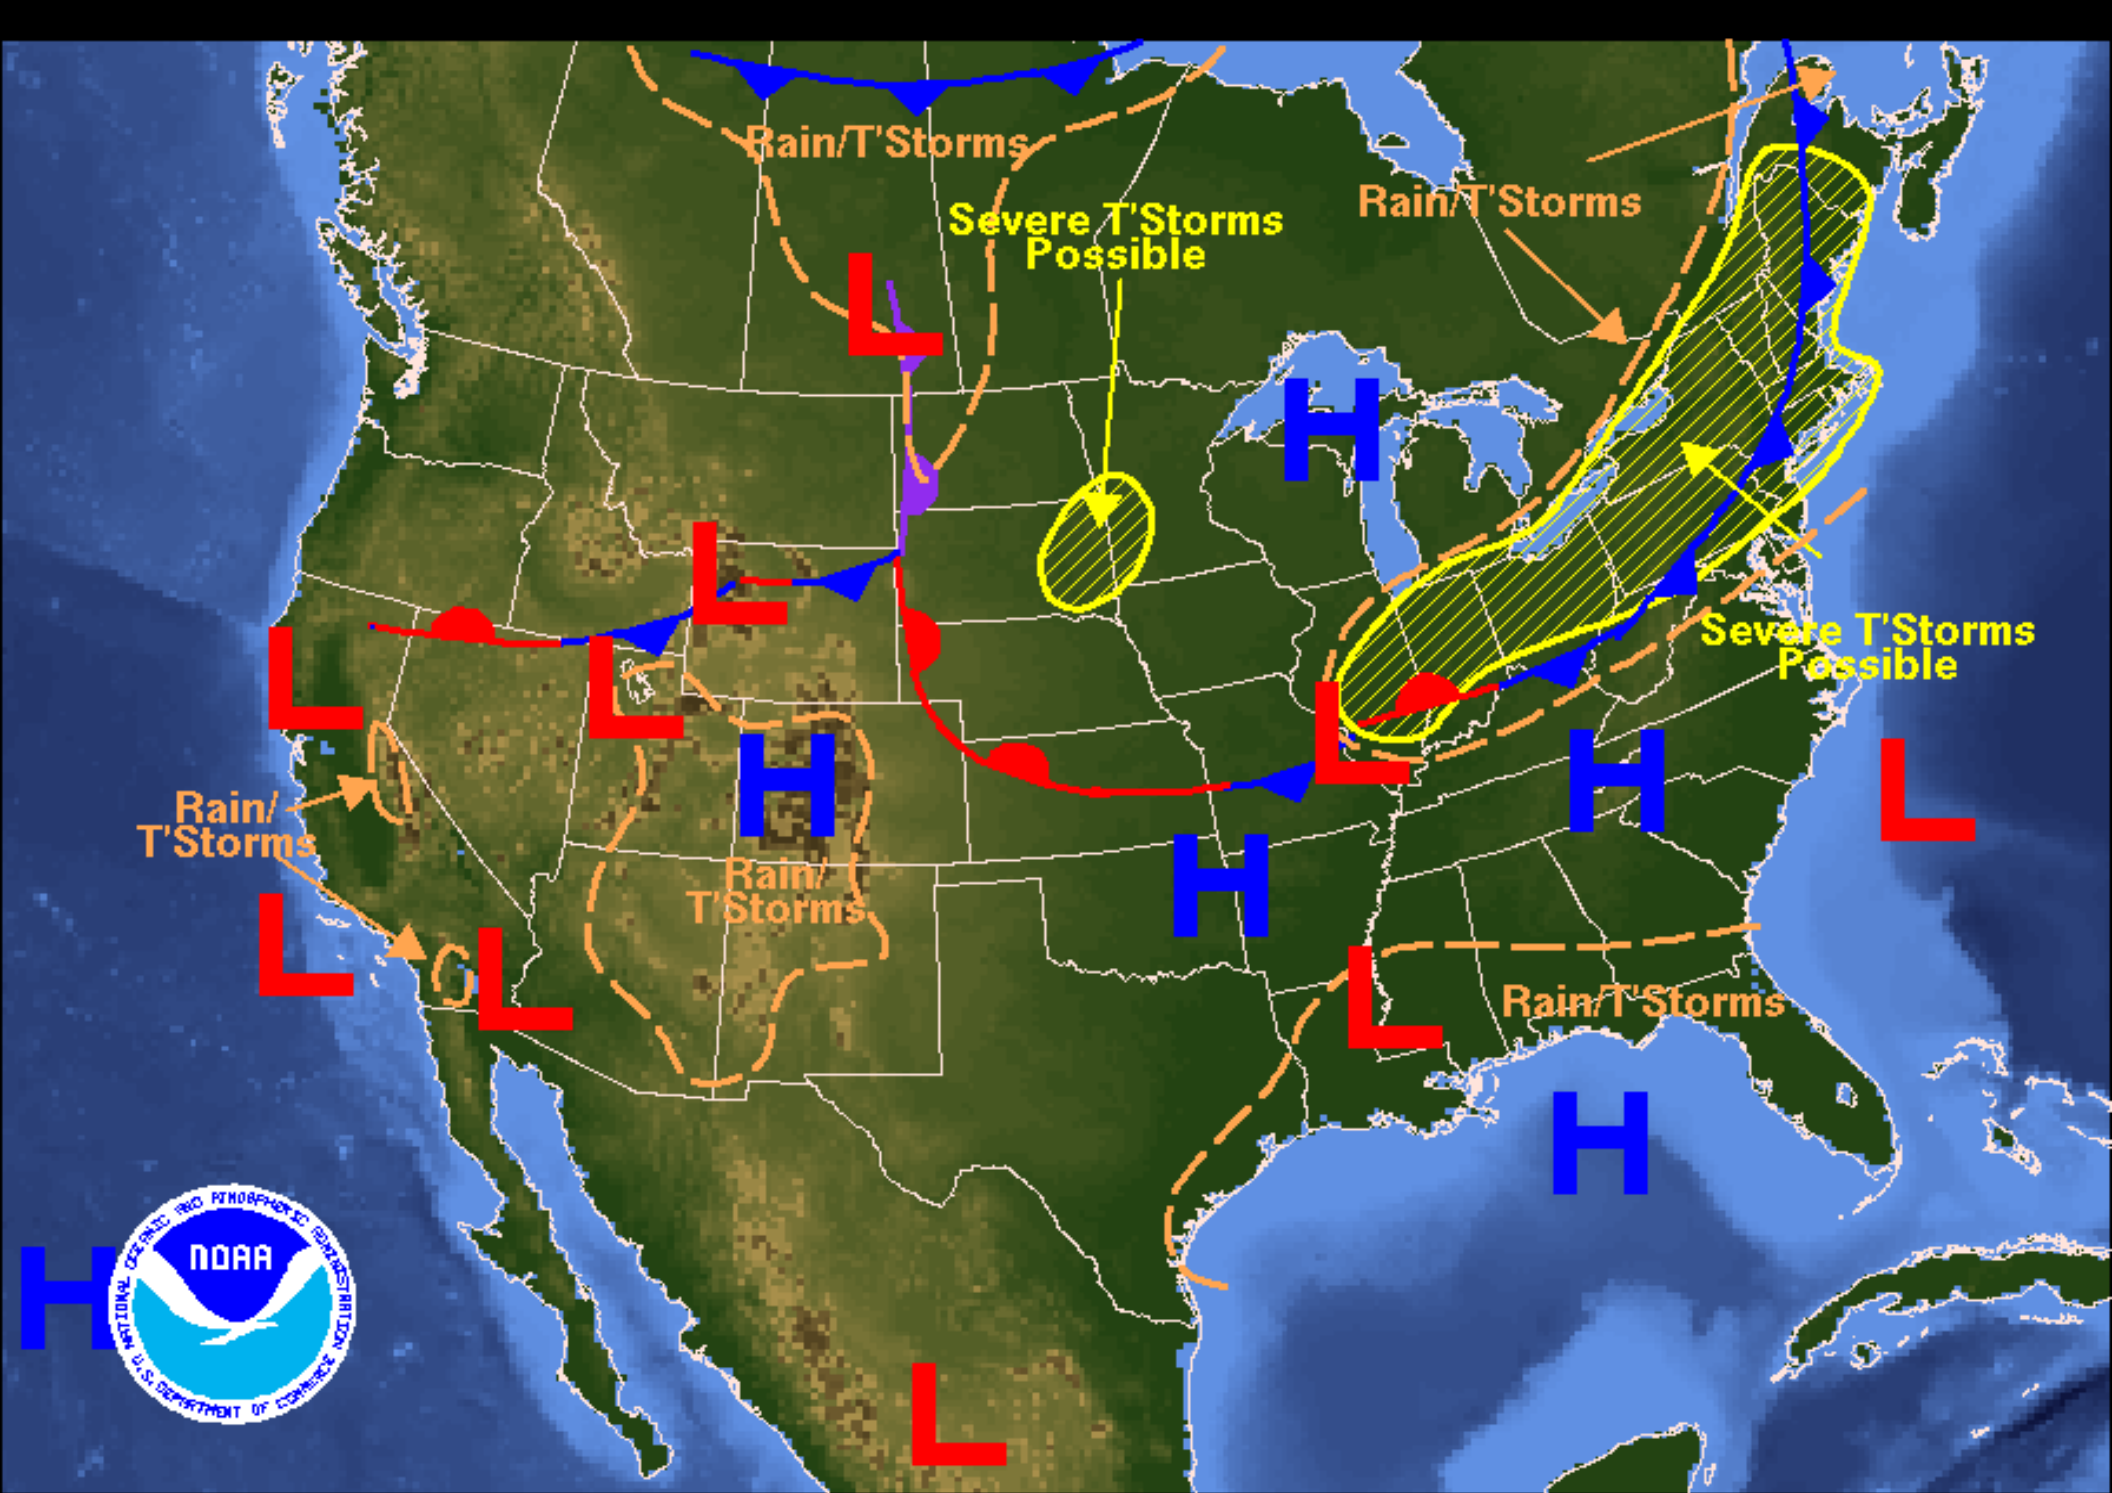 Rain/T'Storms
Severe T'Storms
Possible
Rain/T'Storms
L
H
L
L
L
Severe T'Storms
Possible
L
H
H
L
Rain/
T'Storms
H
Rain/
T'Storms
L
L
L
Rain/T'Storms
H
H
NOAA
NATIONAL OCEANIC AND ATMOSPHERIC ADMINISTRATION
U.S. DEPARTMENT OF COMMERCE
L